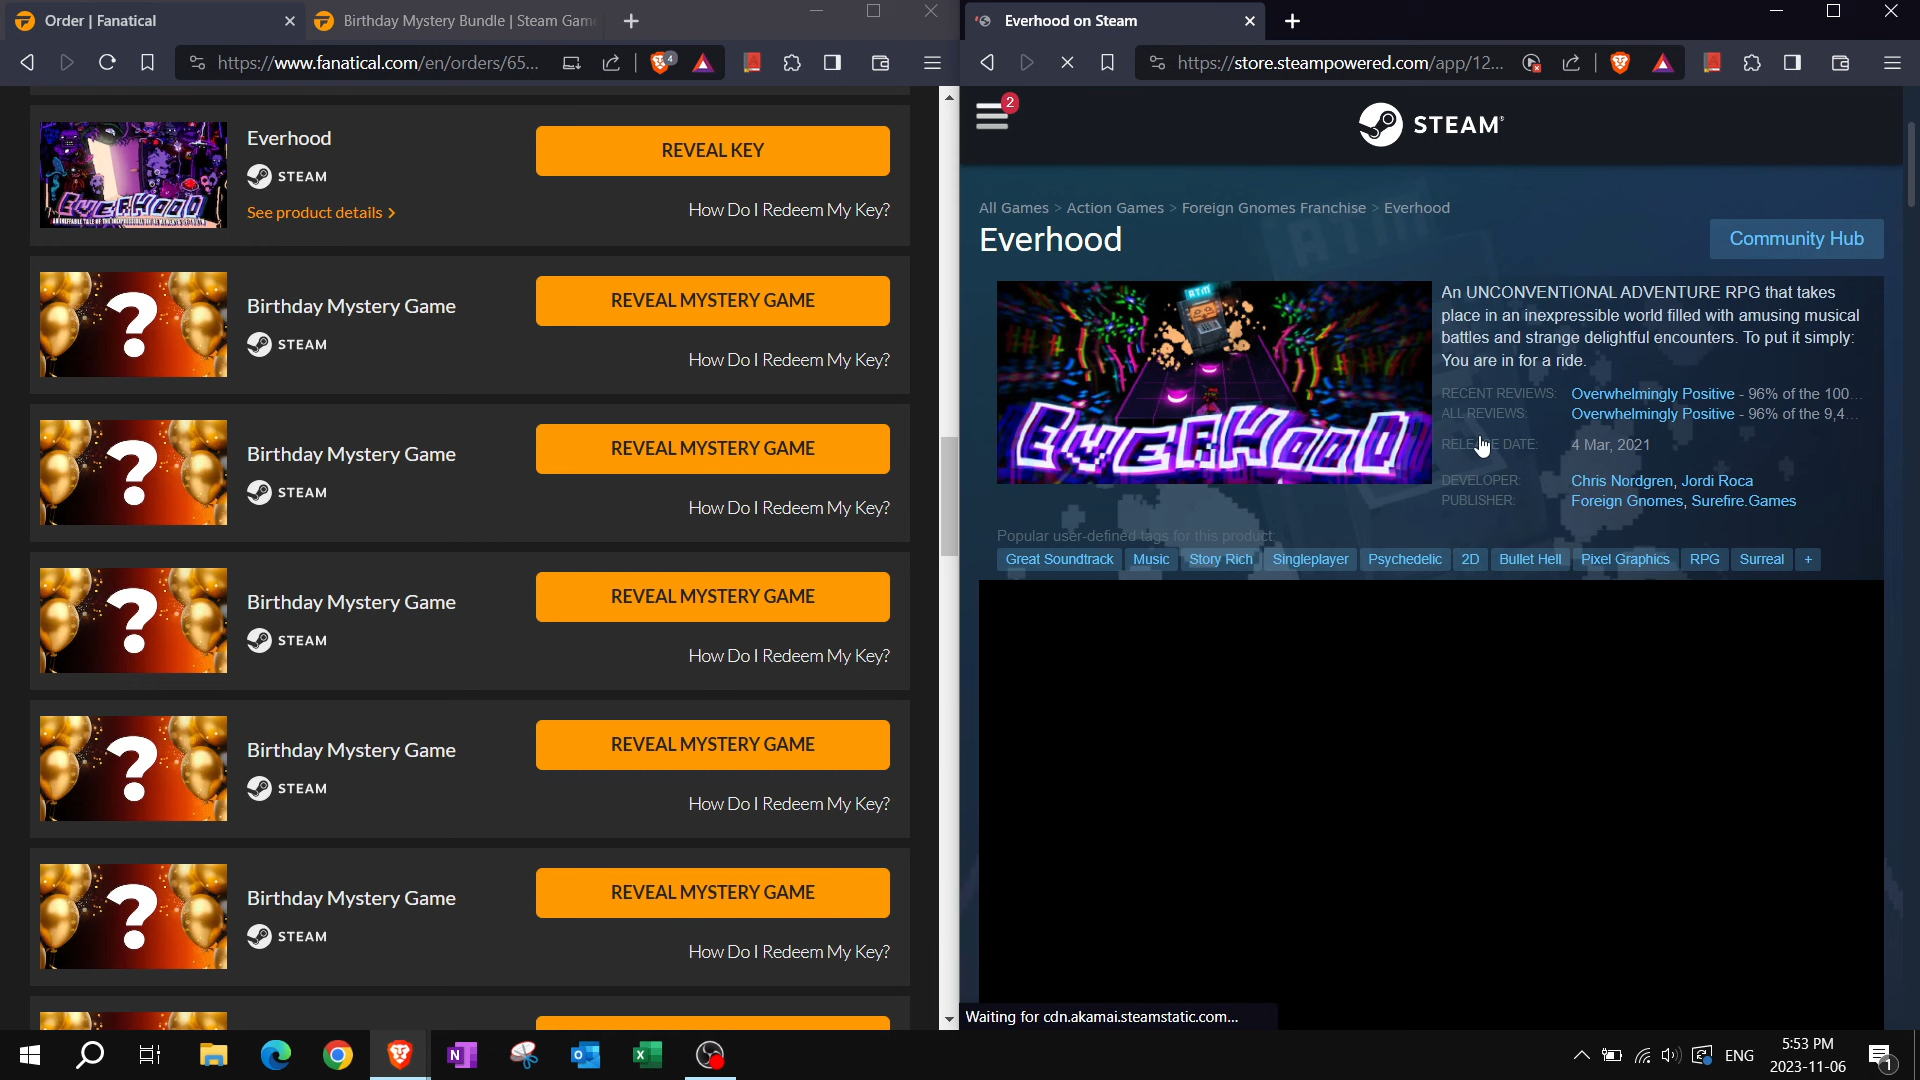 Order | Fanatical
Birthday Mystery Bundle | Steam Gam
https://www.fanatical.com/en/orders/65...
4
Everhood
STEAM
See product details >
REVEAL KEY
How Do I Redeem My Key?
EVERHOOD
Birthday Mystery Game
STEAM
REVEAL MYSTERY GAME
How Do I Redeem My Key?
?
Birthday Mystery Game
STEAM
REVEAL MYSTERY GAME
How Do I Redeem My Key?
?
Birthday Mystery Game
STEAM
REVEAL MYSTERY GAME
How Do I Redeem My Key?
?
Birthday Mystery Game
STEAM
REVEAL MYSTERY GAME
How Do I Redeem My Key?
?
Birthday Mystery Game
STEAM
REVEAL MYSTERY GAME
How Do I Redeem My Key?
?
Everhood on Steam
https://store.steampowered.com/app/12...
2
STEAM
All Games > Action Games > Foreign Gnomes Franchise > Everhood
Everhood
Community Hub
ATM
EVERHOOD
An UNCONVENTIONAL ADVENTURE RPG that takes
place in an inexpressible world filled with amusing musical
battles and strange delightful encounters. To put it simply:
You are in for a ride.
RECENT REVIEWS: Overwhelmingly Positive - 96% of the 100...
ALL REVIEWS: Overwhelmingly Positive - 96% of the 9,4...
DATE: 4 Mar, 2021
DEVELOPER: Chris Nordgren, Jordi Roca
PUBLISHER: Foreign Gnomes, Surefire.Games
Popular user-defined tags for this product:
Great Soundtrack Music Story Rich Singleplayer Psychedelic 2D Bullet Hell Pixel Graphics RPG Surreal +
Waiting for cdn.akamai.steamstatic.com...
ENG
5:53 PM
2023-11-06
1